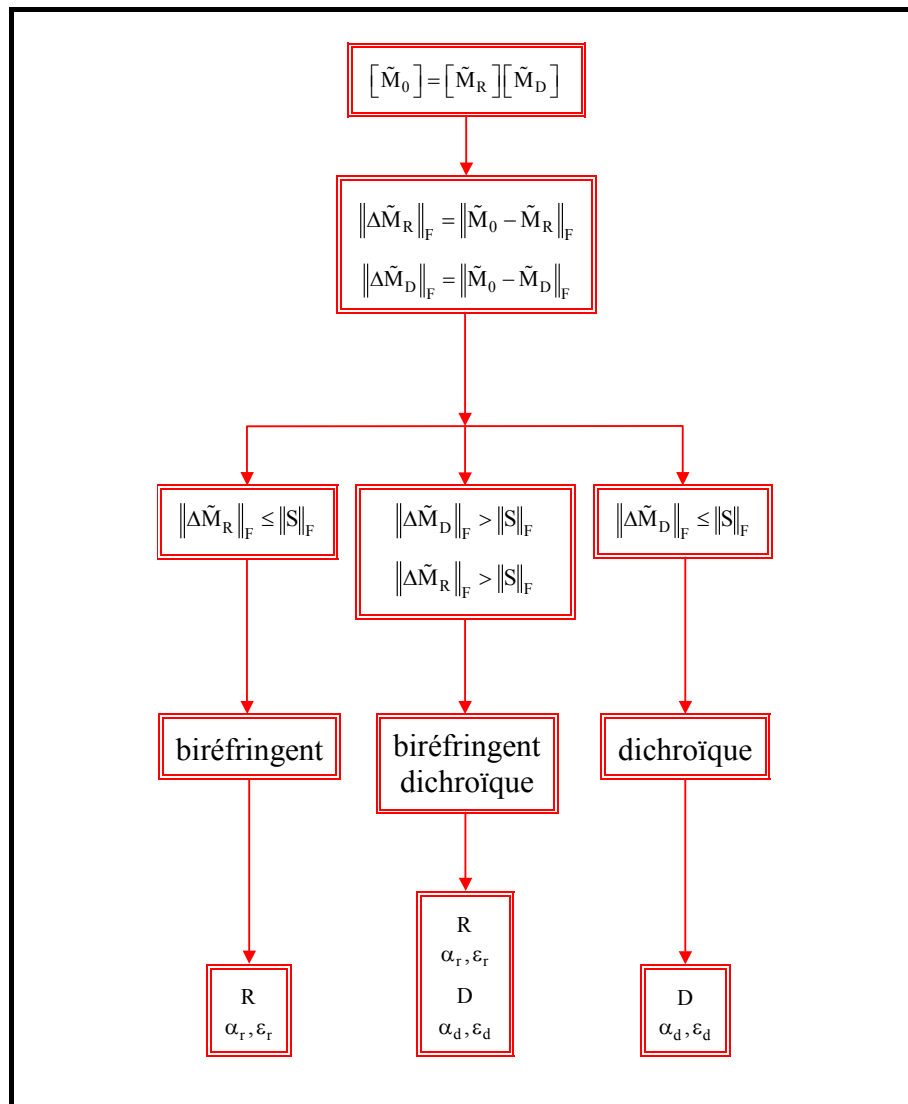 [M̃₀]=[M̃_R][M̃_D]
‖ΔM̃_R‖_F = ‖M̃₀ − M̃_R‖_F
‖ΔM̃_D‖_F = ‖M̃₀ − M̃_D‖_F
‖ΔM̃_R‖_F ≤ ‖S‖_F
‖ΔM̃_D‖_F > ‖S‖_F
‖ΔM̃_R‖_F > ‖S‖_F
‖ΔM̃_D‖_F ≤ ‖S‖_F
biréfringent
biréfringent
dichroïque
dichroïque
R
α_r, ε_r
R
α_r, ε_r
D
α_d, ε_d
D
α_d, ε_d